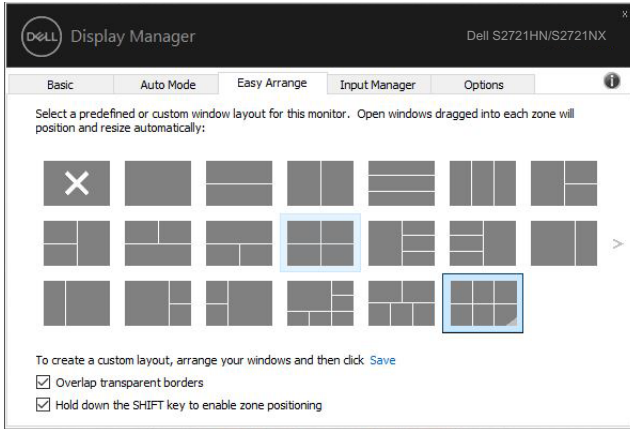 DELL Display Manager Dell S2721HN/S2721NX
Basic Auto Mode Easy Arrange Input Manager Options
Select a predefined or custom window layout for this monitor. Open windows dragged into each zone will
position and resize automatically:
To create a custom layout, arrange your windows and then click Save
Overlap transparent borders
Hold down the SHIFT key to enable zone positioning